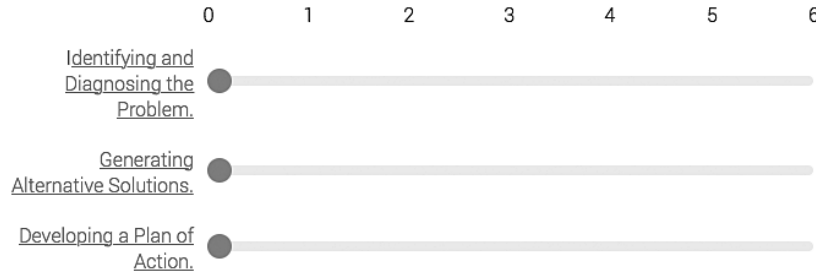 0 1 2 3 4 5 6
Identifying and
Diagnosing the
Problem.
Generating
Alternative Solutions.
Developing a Plan of
Action.